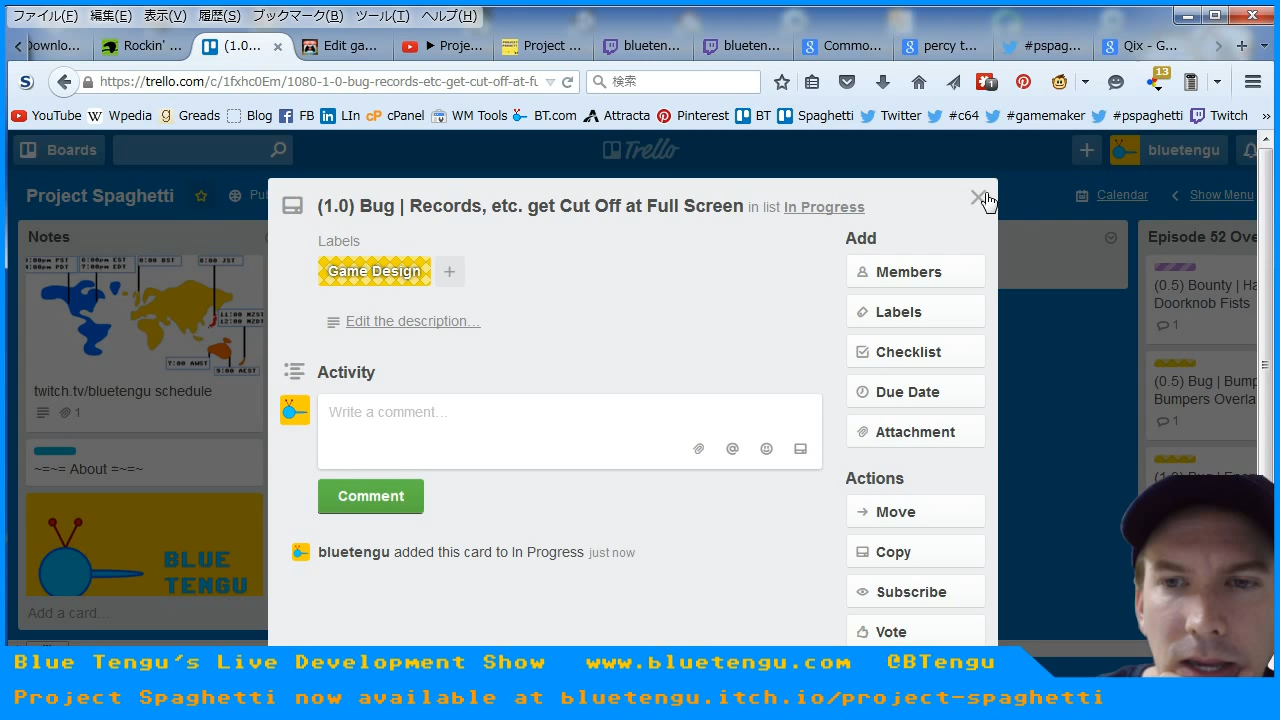 ファイル(F) 編集(E) 表示(V) 履歴(S) ブックマーク(B) ツール(T) ヘルプ(H)
Downlo... Rockin' ... (1.0... Edit ga... ▶ Proje... Project ... blueten... blueten... Commo... percy t... #pspag... Qix - G...
https://trello.com/c/1fxhc0Em/1080-1-0-bug-records-etc-get-cut-off-at-fu 検索 1 13
YouTube Wpedia Greads Blog FB LIn cPanel WM Tools BT.com Attracta Pinterest BT Spaghetti Twitter #c64 #gamemaker #pspaghetti Twitch »
Boards Trello bluetengu
Project Spaghetti Calendar Show Menu
Notes
Episode 52 Ove
(1.0) Bug | Records, etc. get Cut Off at Full Screen in list In Progress
Labels
Game Design +
Edit the description...
Activity
Write a comment...
Comment
bluetengu added this card to In Progress just now
Add
Members
Labels
Checklist
Due Date
Attachment
Actions
Move
Copy
Subscribe
Vote
twitch.tv/bluetengu schedule
1
~=~= About =~=~
BLUE
TENGU
Add a card...
(0.5) Bounty | Ha
Doorknob Fists
1
(0.5) Bug | Bump
Bumpers Overla
1
Blue Tengu's Live Development Show www.bluetengu.com @BTengu
Project Spaghetti now available at bluetengu.itch.io/project-spaghetti